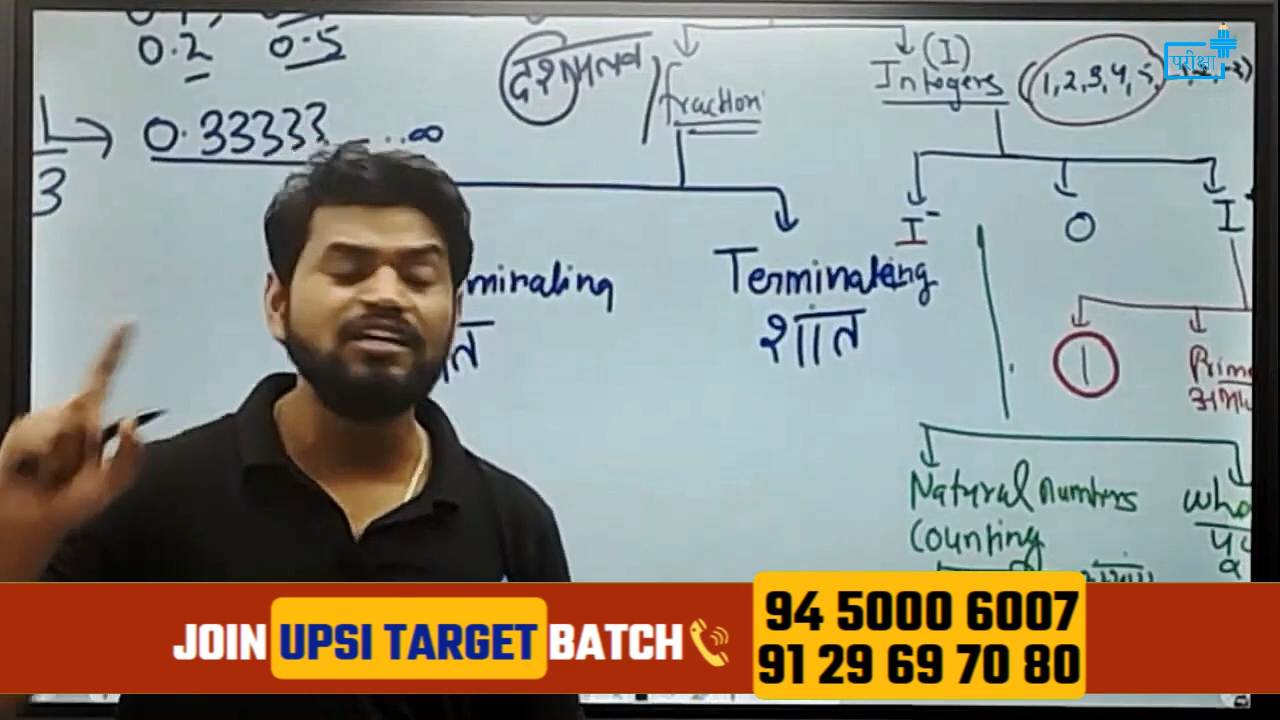 0.2 0.5
दशमलव / fraction
(I)
Integers (1,2,3,4,5,
परीक्षा
1/3 → 0.33333 ...∞
I⁻ 0 I
minating Terminating
शांत
1
Natural numbers
Counting
JOIN UPSI TARGET BATCH
94 5000 6007
91 29 69 70 80